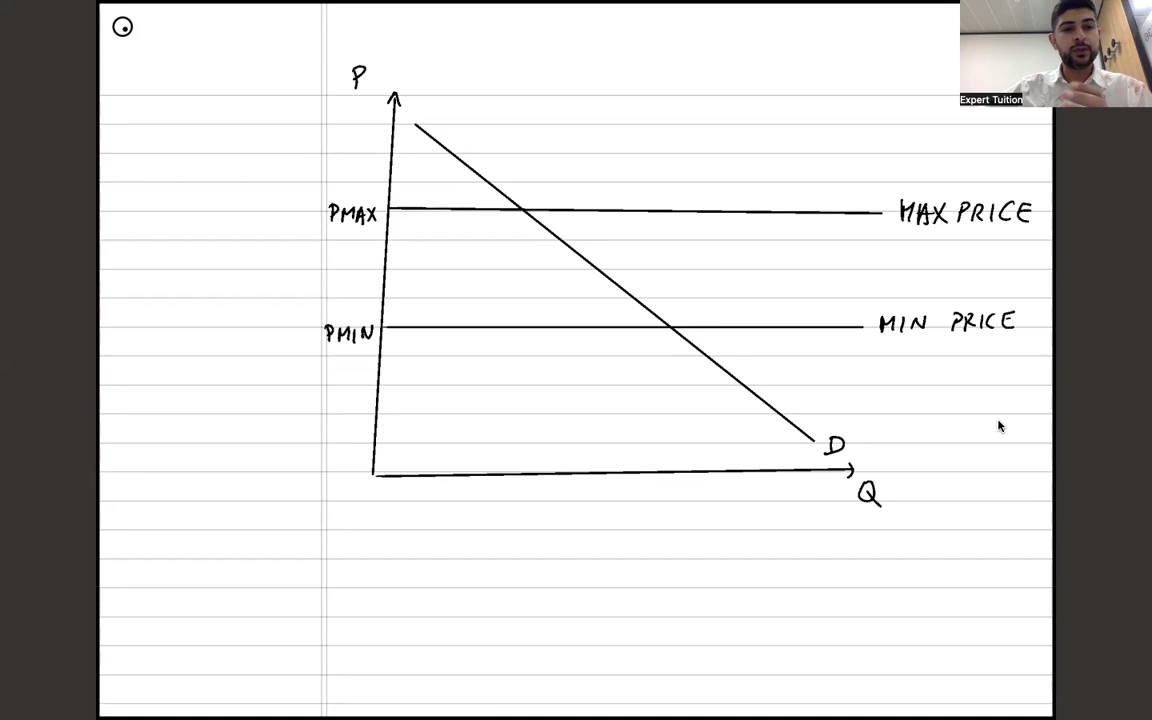 P
Expert Tuition
PMAX
MAX PRICE
PMIN
MIN PRICE
D
Q